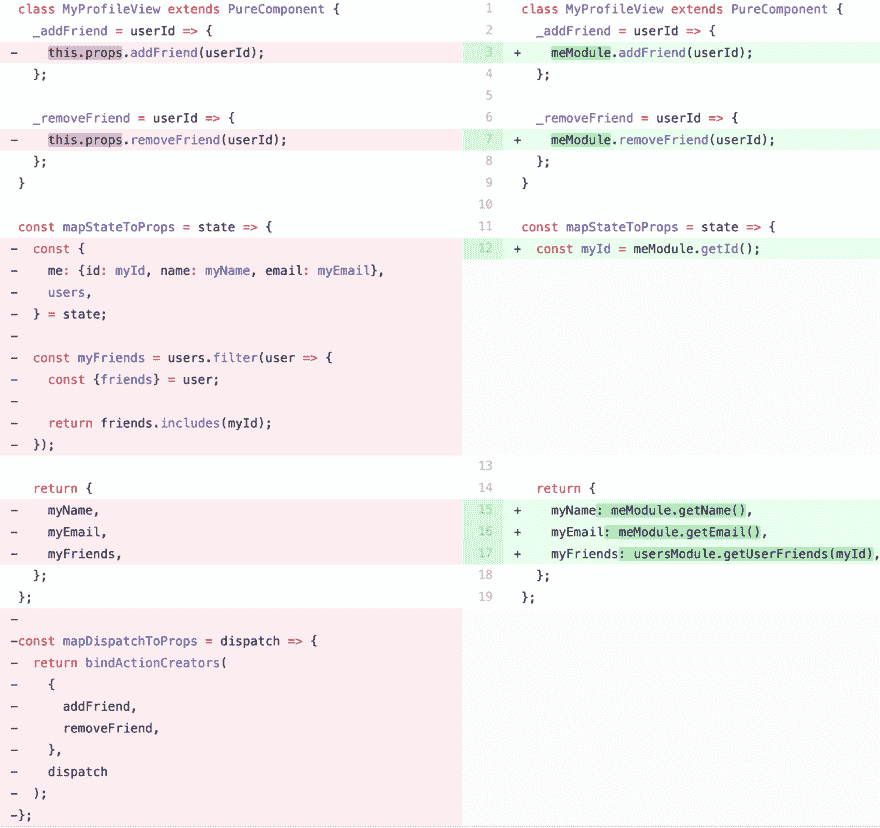 class MyProfileView extends PureComponent {
  _addFriend = userId => {
-    this.props.addFriend(userId);
  };

  _removeFriend = userId => {
-    this.props.removeFriend(userId);
  };
}

const mapStateToProps = state => {
-  const {
-    me: {id: myId, name: myName, email: myEmail},
-    users,
-  } = state;
-
-  const myFriends = users.filter(user => {
-    const {friends} = user;
-
-    return friends.includes(myId);
-  });

  return {
-    myName,
-    myEmail,
-    myFriends,
  };
};
-
-const mapDispatchToProps = dispatch => {
-  return bindActionCreators(
-    {
-      addFriend,
-      removeFriend,
-    },
-    dispatch
-  );
-};
1 class MyProfileView extends PureComponent {
2   _addFriend = userId => {
3 +    meModule.addFriend(userId);
4   };
5
6   _removeFriend = userId => {
7 +    meModule.removeFriend(userId);
8   };
9 }
10
11 const mapStateToProps = state => {
12 +  const myId = meModule.getId();
13
14   return {
15 +    myName: meModule.getName(),
16 +    myEmail: meModule.getEmail(),
17 +    myFriends: usersModule.getUserFriends(myId),
18   };
19 };